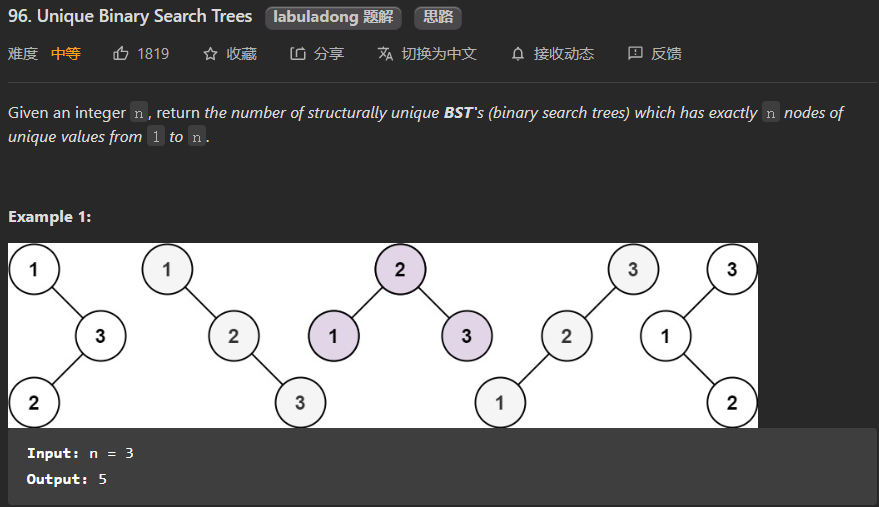 96. Unique Binary Search Trees labuladong 题解 思路
难度 中等 1819 收藏 分享 切换为中文 接收动态 反馈
Given an integer n, return the number of structurally unique BST's (binary search trees) which has exactly n nodes of
unique values from 1 to n.
Example 1:
1 1 2 3 3
3 2 1 3 2 1
2 3 1 2
Input: n = 3
Output: 5